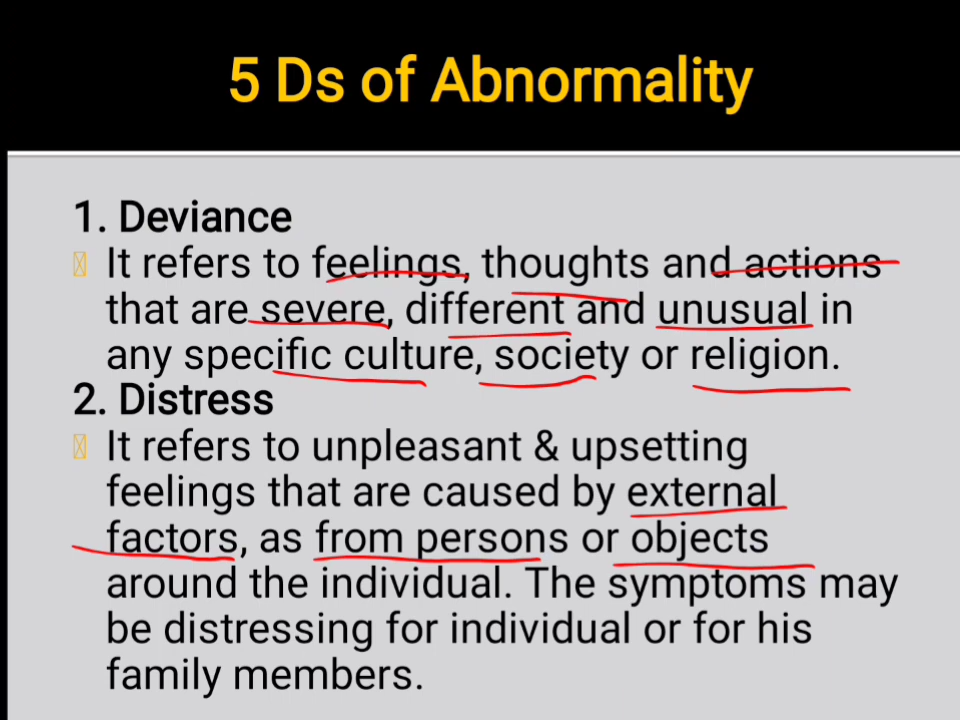 5 Ds of Abnormality
1. Deviance
It refers to feelings, thoughts and actions
that are severe, different and unusual in
any specific culture, society or religion.
2. Distress
It refers to unpleasant & upsetting
feelings that are caused by external
factors, as from persons or objects
around the individual. The symptoms may
be distressing for individual or for his
family members.